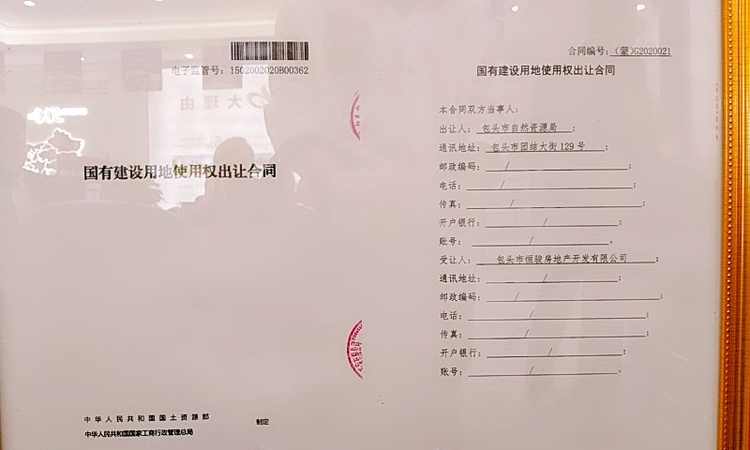 电子监管号：1502002020B00362
大理由
国有建设用地使用权出让合同
中华人民共和国国土资源部
中华人民共和国国家工商行政管理总局
制定
合同编号：（蒙）G2020021
国有建设用地使用权出让合同
本合同双方当事人：
出让人：包头市自然资源局；
通讯地址：包头市团结大街129号；
邮政编码：/；
电话：/；
传真：/；
开户银行：/；
账号：/。
受让人：包头市恒骏房地产开发有限公司；
通讯地址：/；
邮政编码：/；
电话：/；
传真：/；
开户银行：/；
账号：/；